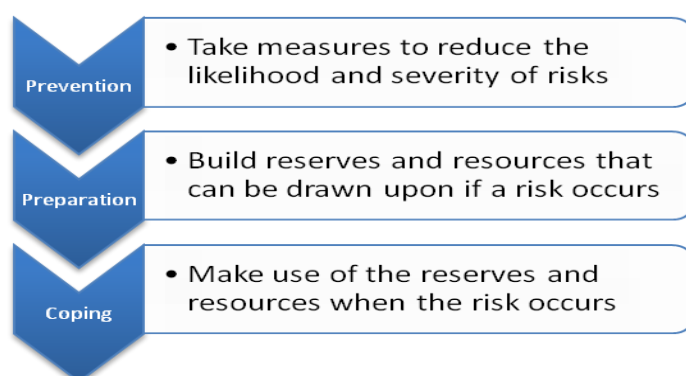 Prevention
• Take measures to reduce the
likelihood and severity of risks
Preparation
• Build reserves and resources that
can be drawn upon if a risk occurs
Coping
• Make use of the reserves and
resources when the risk occurs